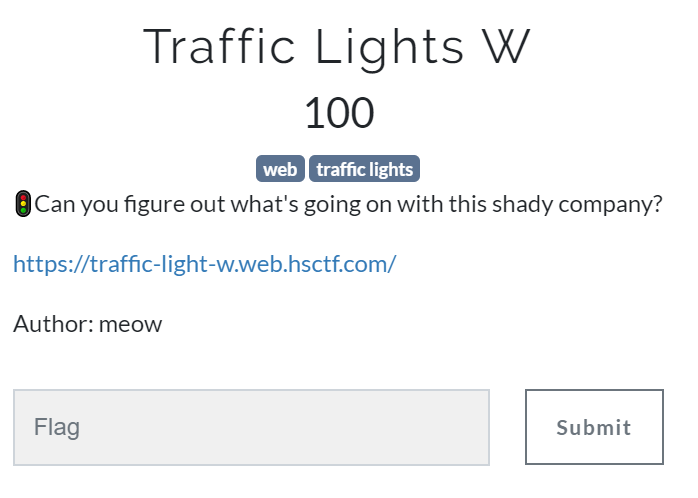 Traffic Lights W
100
web traffic lights
🚦Can you figure out what's going on with this shady company?
https://traffic-light-w.web.hsctf.com/
Author: meow
Flag Submit